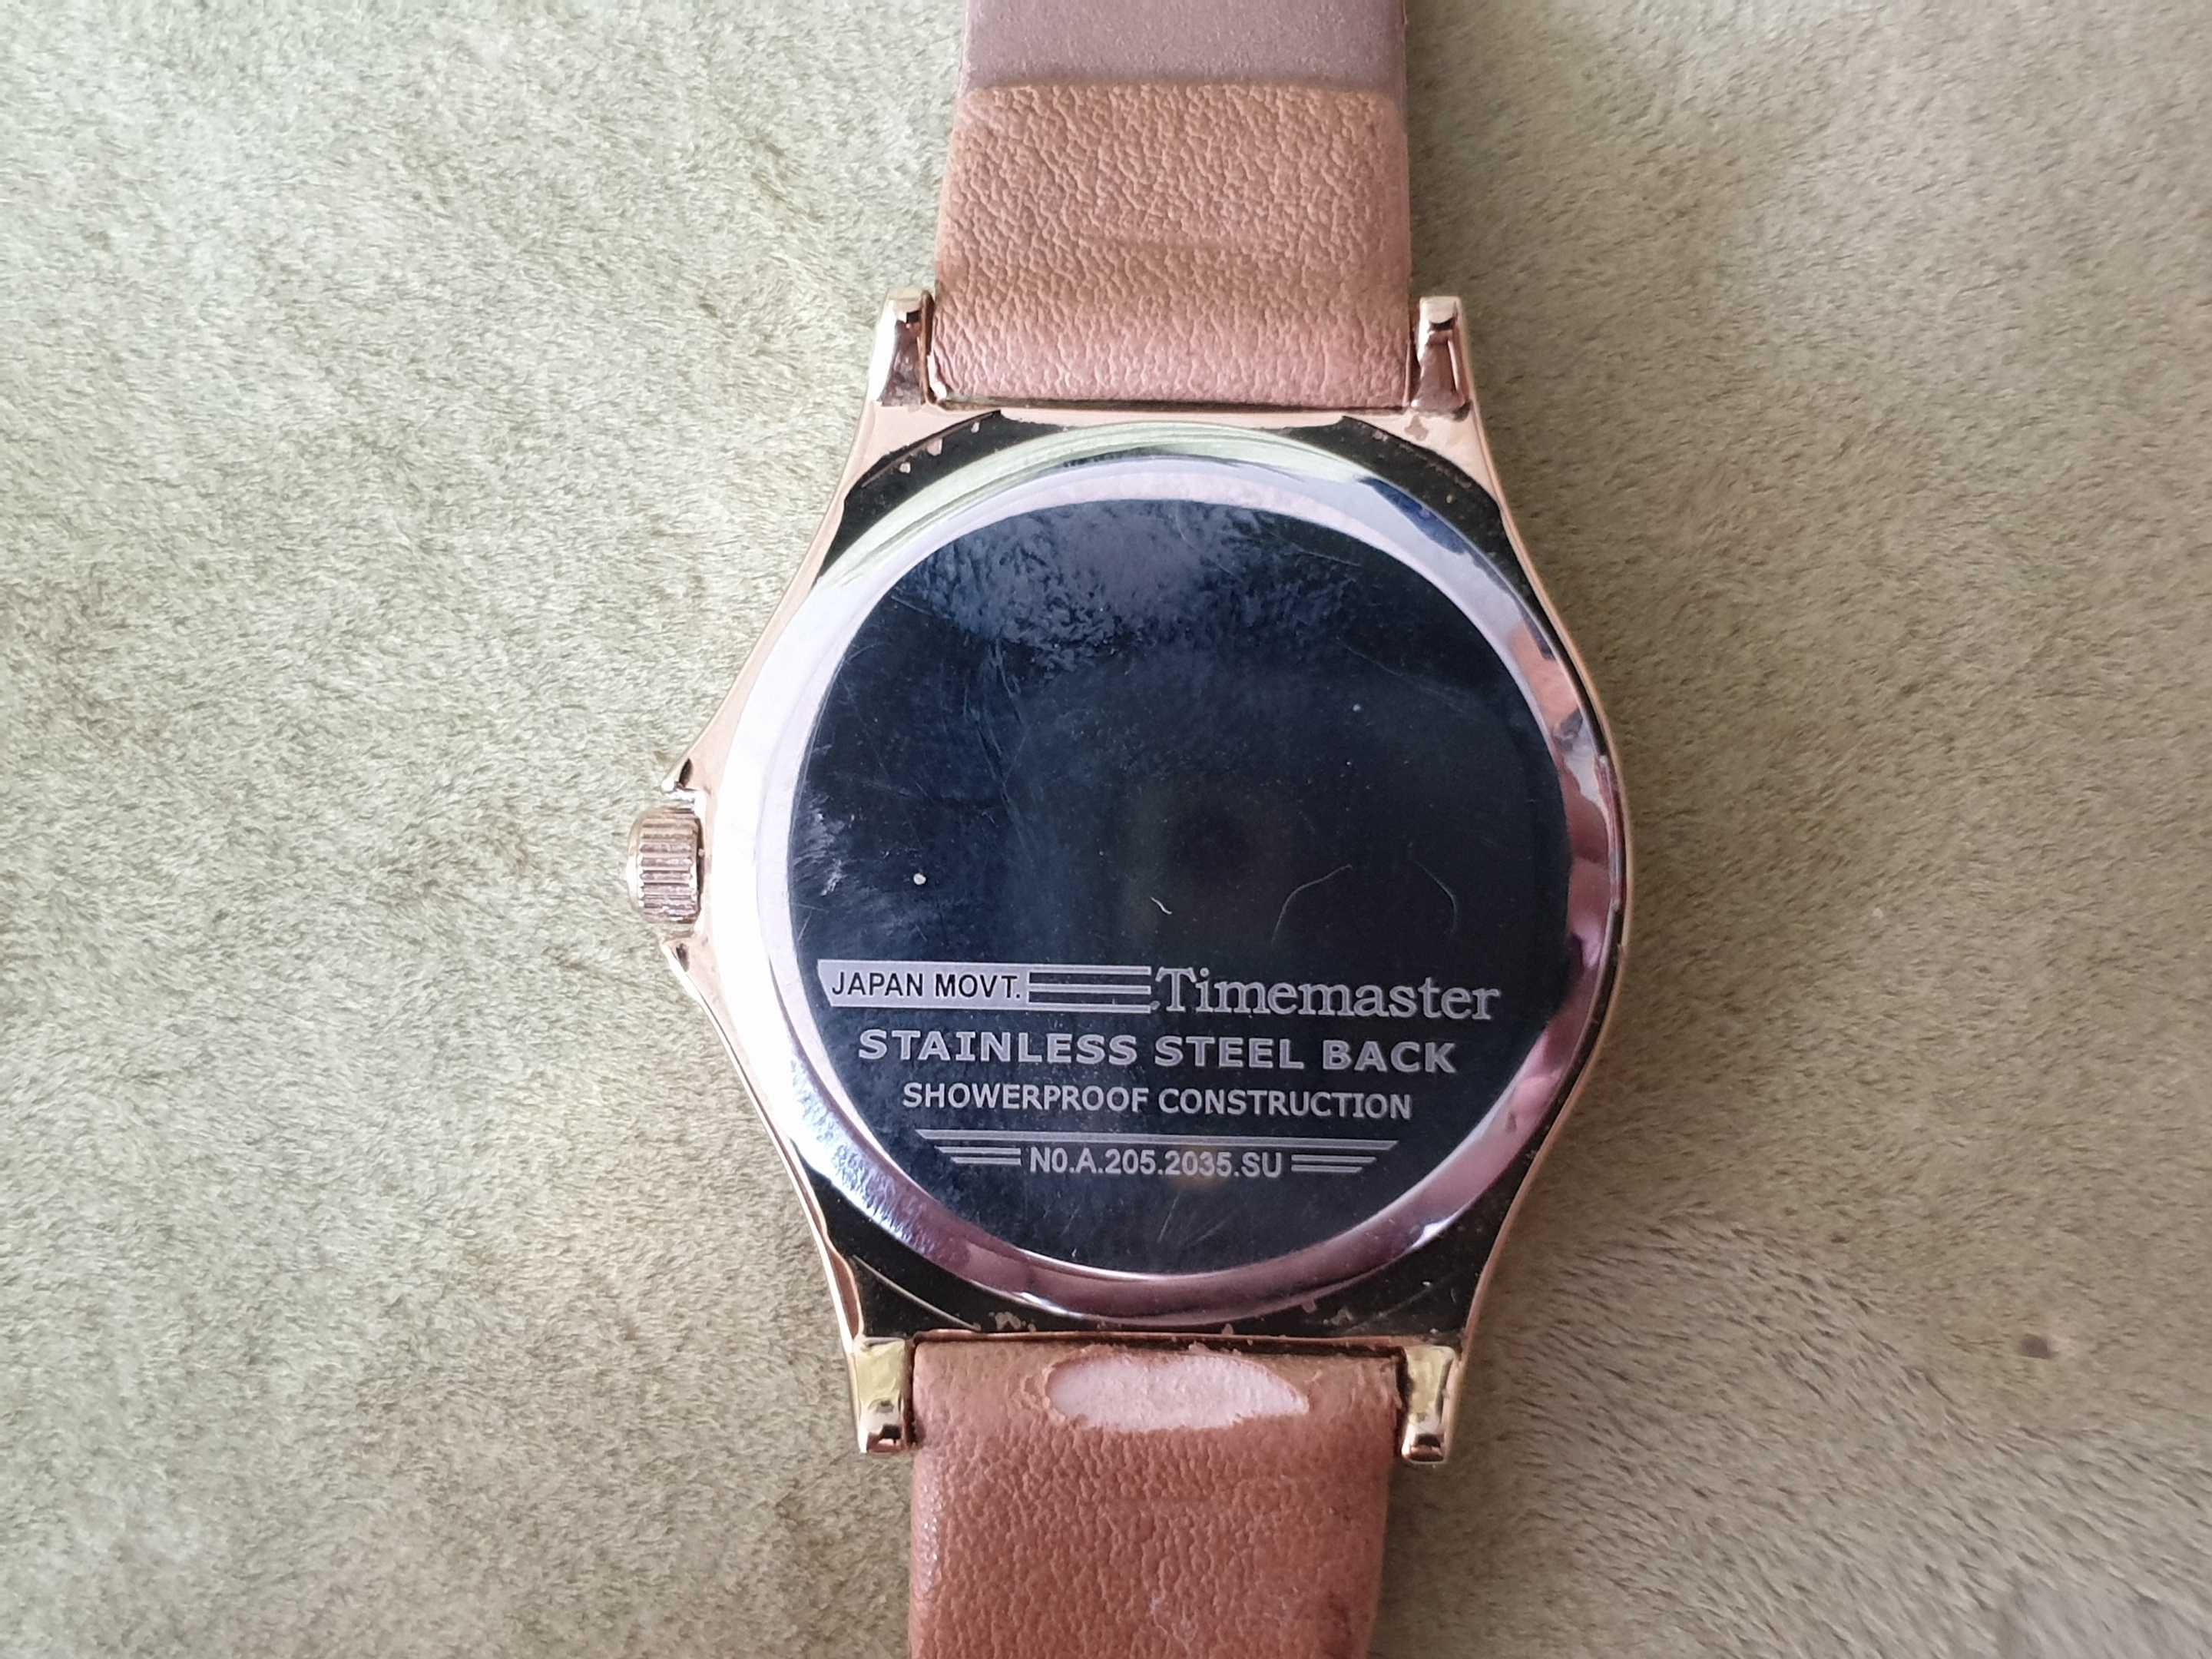 JAPAN MOVT. Timemaster
STAINLESS STEEL BACK
SHOWERPROOF CONSTRUCTION
N0.A.205.2035.SU